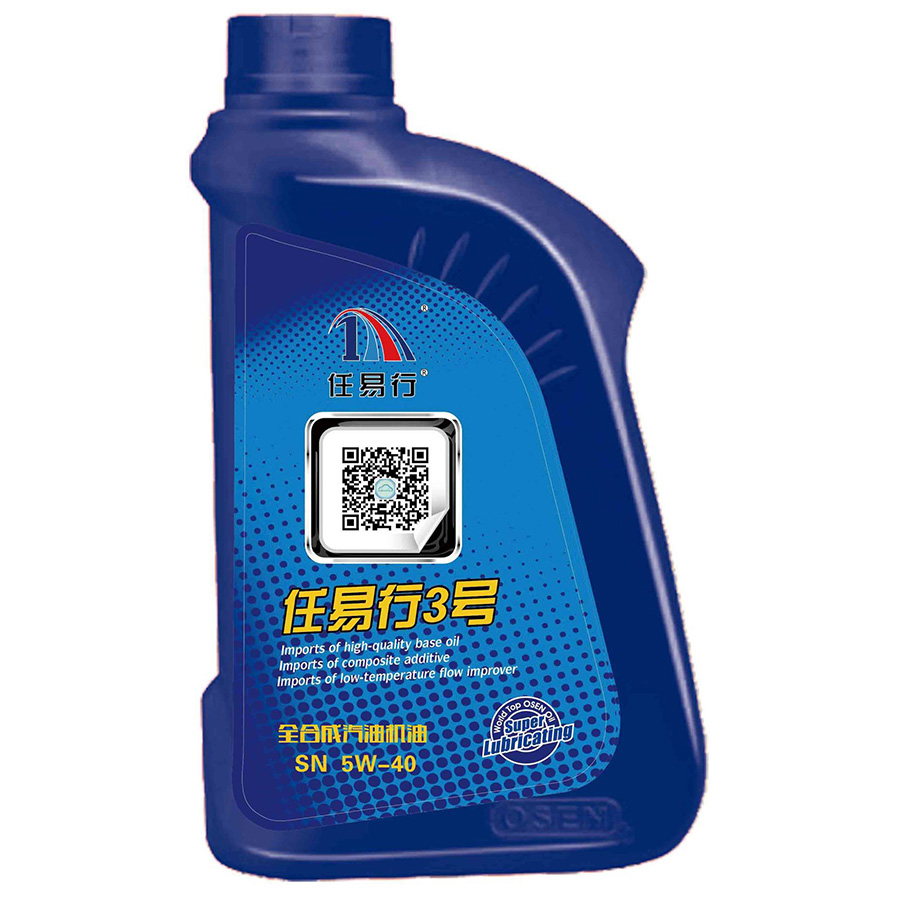 ®
任易行®
任易行3号
Imports of high-quality base oil
Imports of composite additive
Imports of low-temperature flow improver
World Top OSEN Oil
Super
Lubricating
全合成汽油机油
SN 5W-40
OSEN